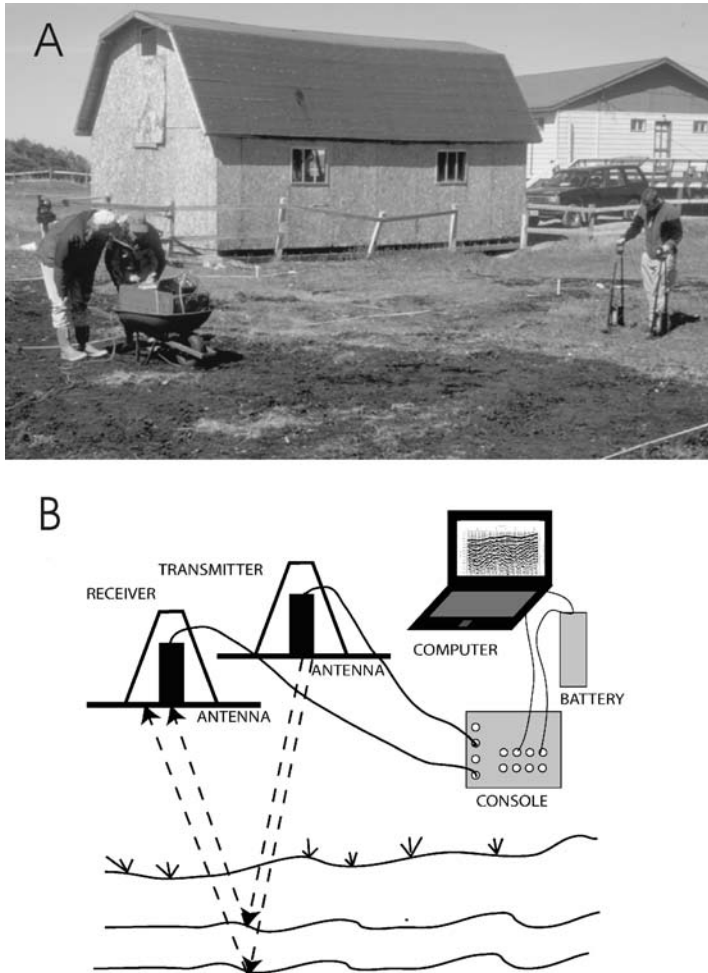 A
B
TRANSMITTER
RECEIVER
COMPUTER
ANTENNA
BATTERY
ANTENNA
CONSOLE